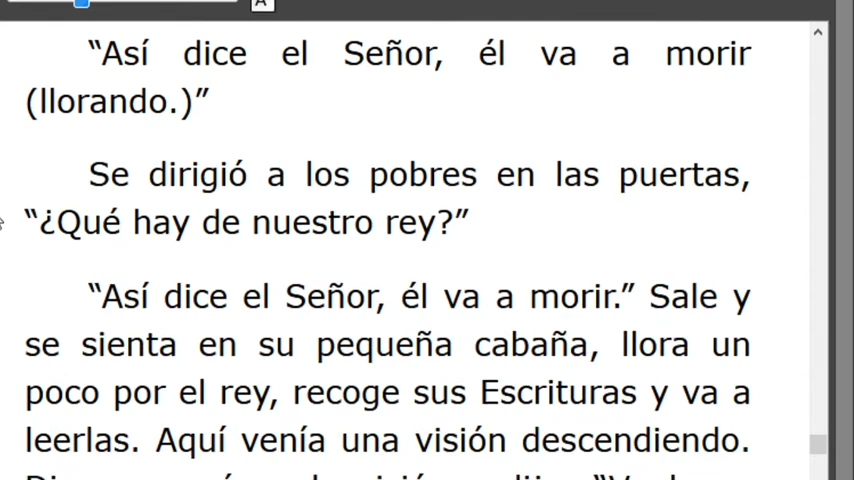 A
“Así dice el Señor, él va a morir
(llorando.)”
Se dirigió a los pobres en las puertas,
“¿Qué hay de nuestro rey?”
“Así dice el Señor, él va a morir.” Sale y
se sienta en su pequeña cabaña, llora un
poco por el rey, recoge sus Escrituras y va a
leerlas. Aquí venía una visión descendiendo.